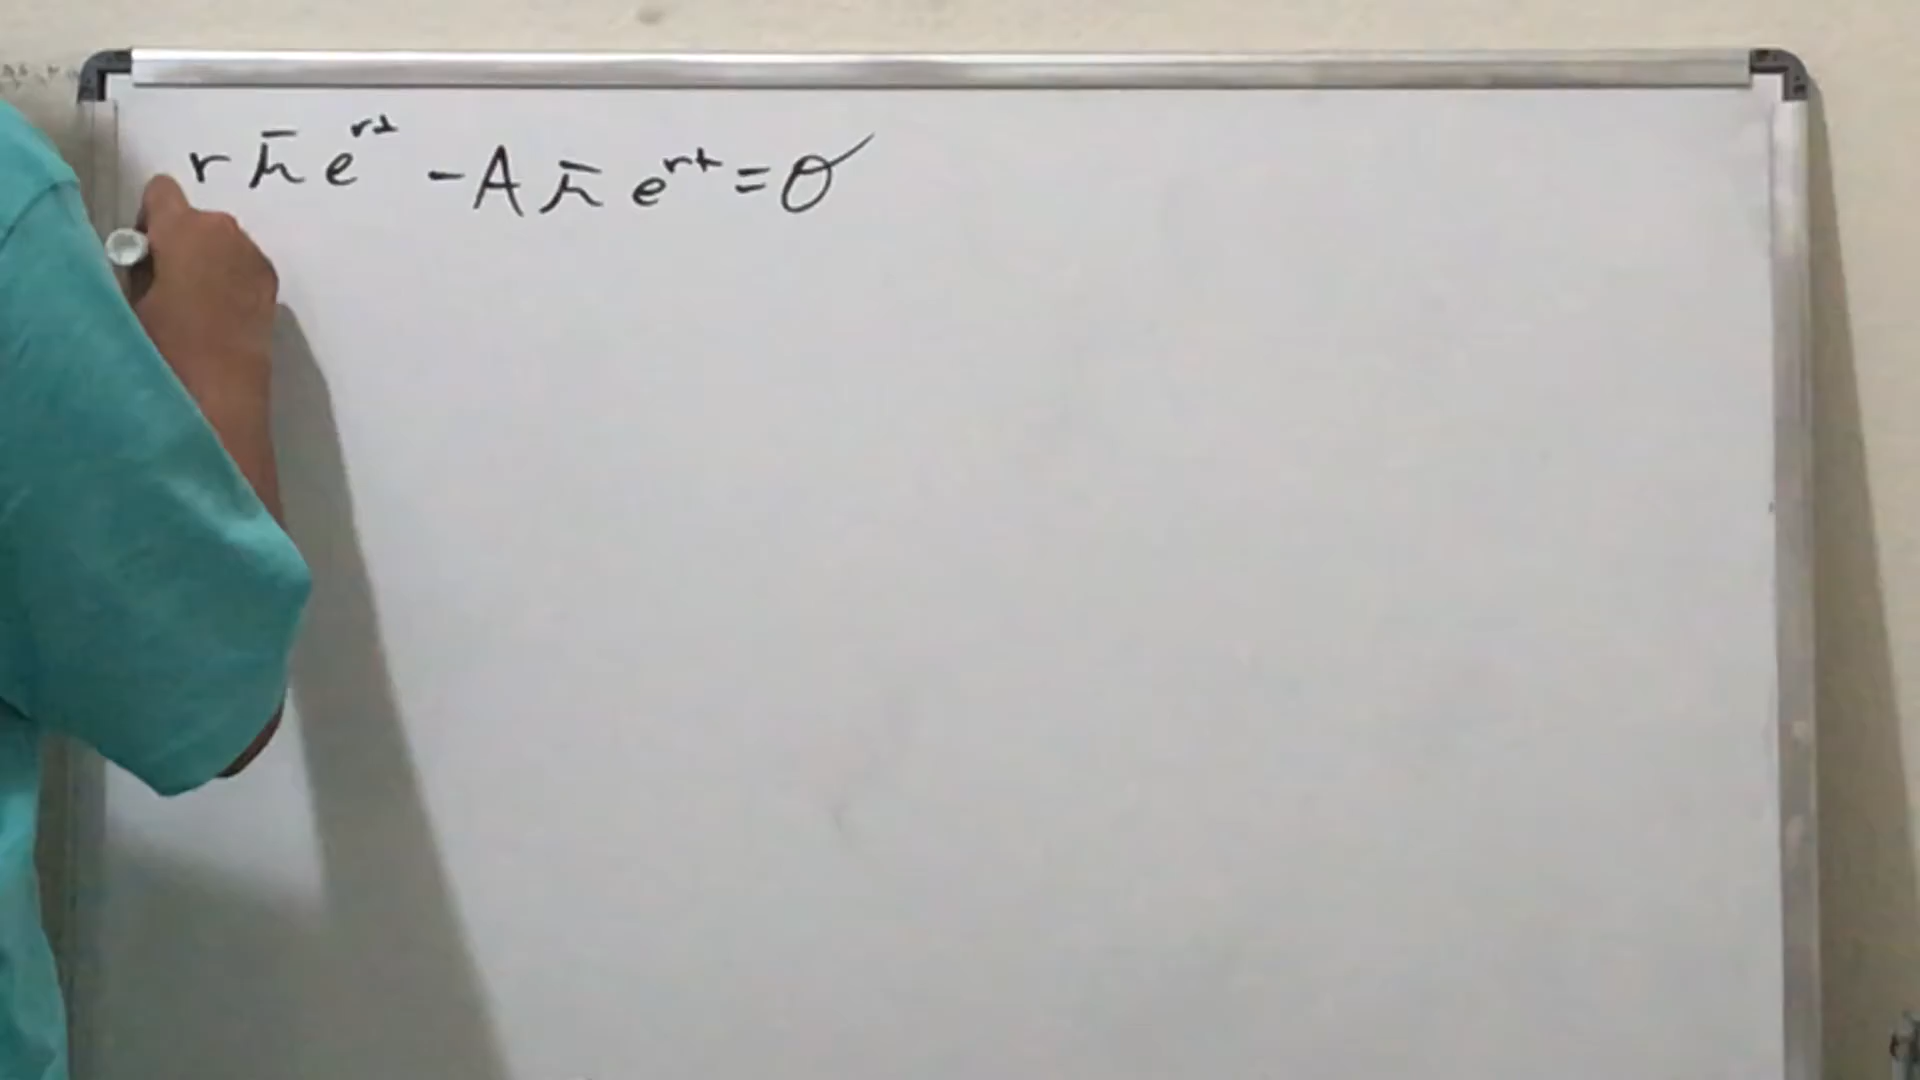 r n̄ e^{rt} - A n̄ e^{rt} = 0